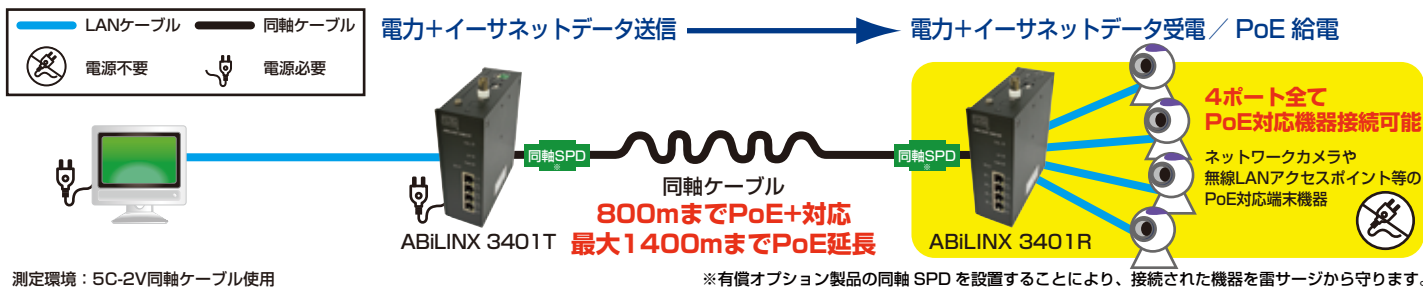 LANケーブル
同軸ケーブル
電源不要
電源必要
電力+イーサネットデータ送信
電力+イーサネットデータ受電/ PoE 給電
同軸SPD
※
同軸SPD
※
4ポート全て
PoE対応機器接続可能
ネットワークカメラや
無線LANアクセスポイント等の
PoE対応端末機器
同軸ケーブル
800mまでPoE+対応
最大1400mまでPoE延長
ABiLINX 3401T
ABiLINX 3401R
測定環境:5C-2V同軸ケーブル使用
※有償オプション製品の同軸 SPD を設置することにより、接続された機器を雷サージから守ります。